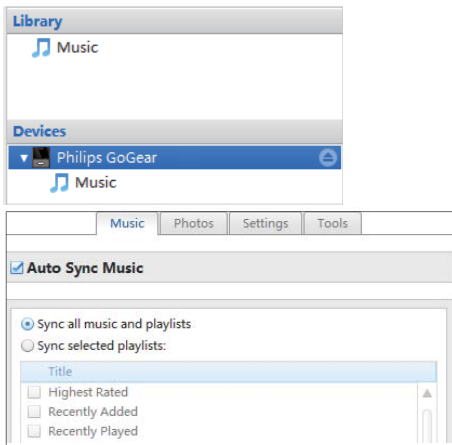 Library
Music
Devices
Philips GoGear
Music
Music Photos Settings Tools
Auto Sync Music
Sync all music and playlists
Sync selected playlists:
Title
Highest Rated
Recently Added
Recently Played